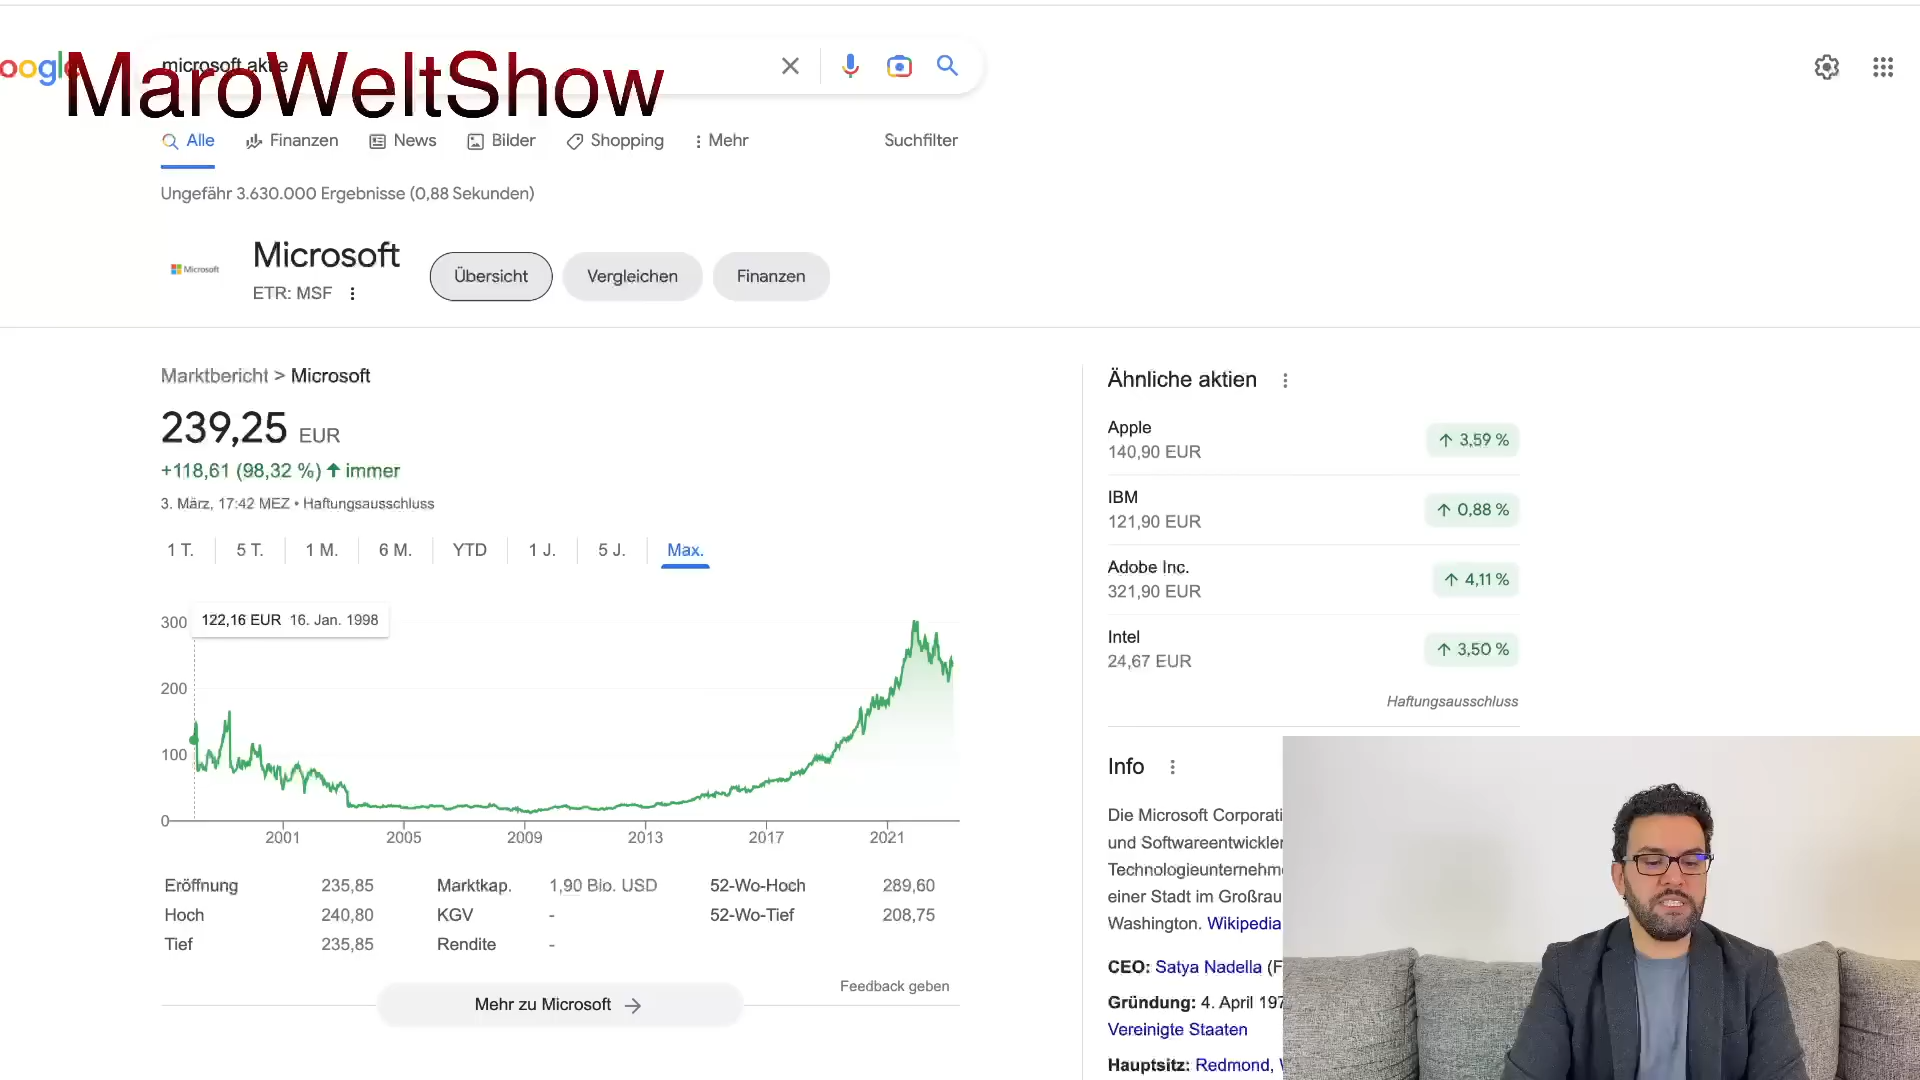 oogle
microsoft aktie
MaroWeltShow
Alle
Finanzen
News
Bilder
Shopping
Mehr
Suchfilter
Ungefähr 3.630.000 Ergebnisse (0,88 Sekunden)
Microsoft
Microsoft
ETR: MSF
Übersicht
Vergleichen
Finanzen
Marktbericht > Microsoft
239,25 EUR
+118,61 (98,32 %) ↑ immer
3. März, 17:42 MEZ • Haftungsausschluss
1 T.
5 T.
1 M.
6 M.
YTD
1 J.
5 J.
Max.
122,16 EUR 16. Jan. 1998
300
200
100
0
2001
2005
2009
2013
2017
2021
Eröffnung 235,85
Hoch 240,80
Tief 235,85
Marktkap. 1,90 Bio. USD
KGV -
Rendite -
52-Wo-Hoch 289,60
52-Wo-Tief 208,75
Feedback geben
Mehr zu Microsoft →
Ähnliche aktien
Apple
140,90 EUR
↑ 3,59 %
IBM
121,90 EUR
↑ 0,88 %
Adobe Inc.
321,90 EUR
↑ 4,11 %
Intel
24,67 EUR
↑ 3,50 %
Haftungsausschluss
Info
Die Microsoft Corporati
und Softwareentwickler
Technologieunternehme
einer Stadt im Großrau
Washington. Wikipedia
CEO: Satya Nadella (F
Gründung: 4. April 197
Vereinigte Staaten
Hauptsitz: Redmond,